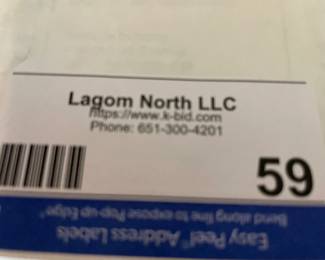 Lagom North LLC
https://www.k-bid.com
Phone: 651-300-4201
59
Easy Peel® Address Labels
Bend along line to expose Pop-up Edge®